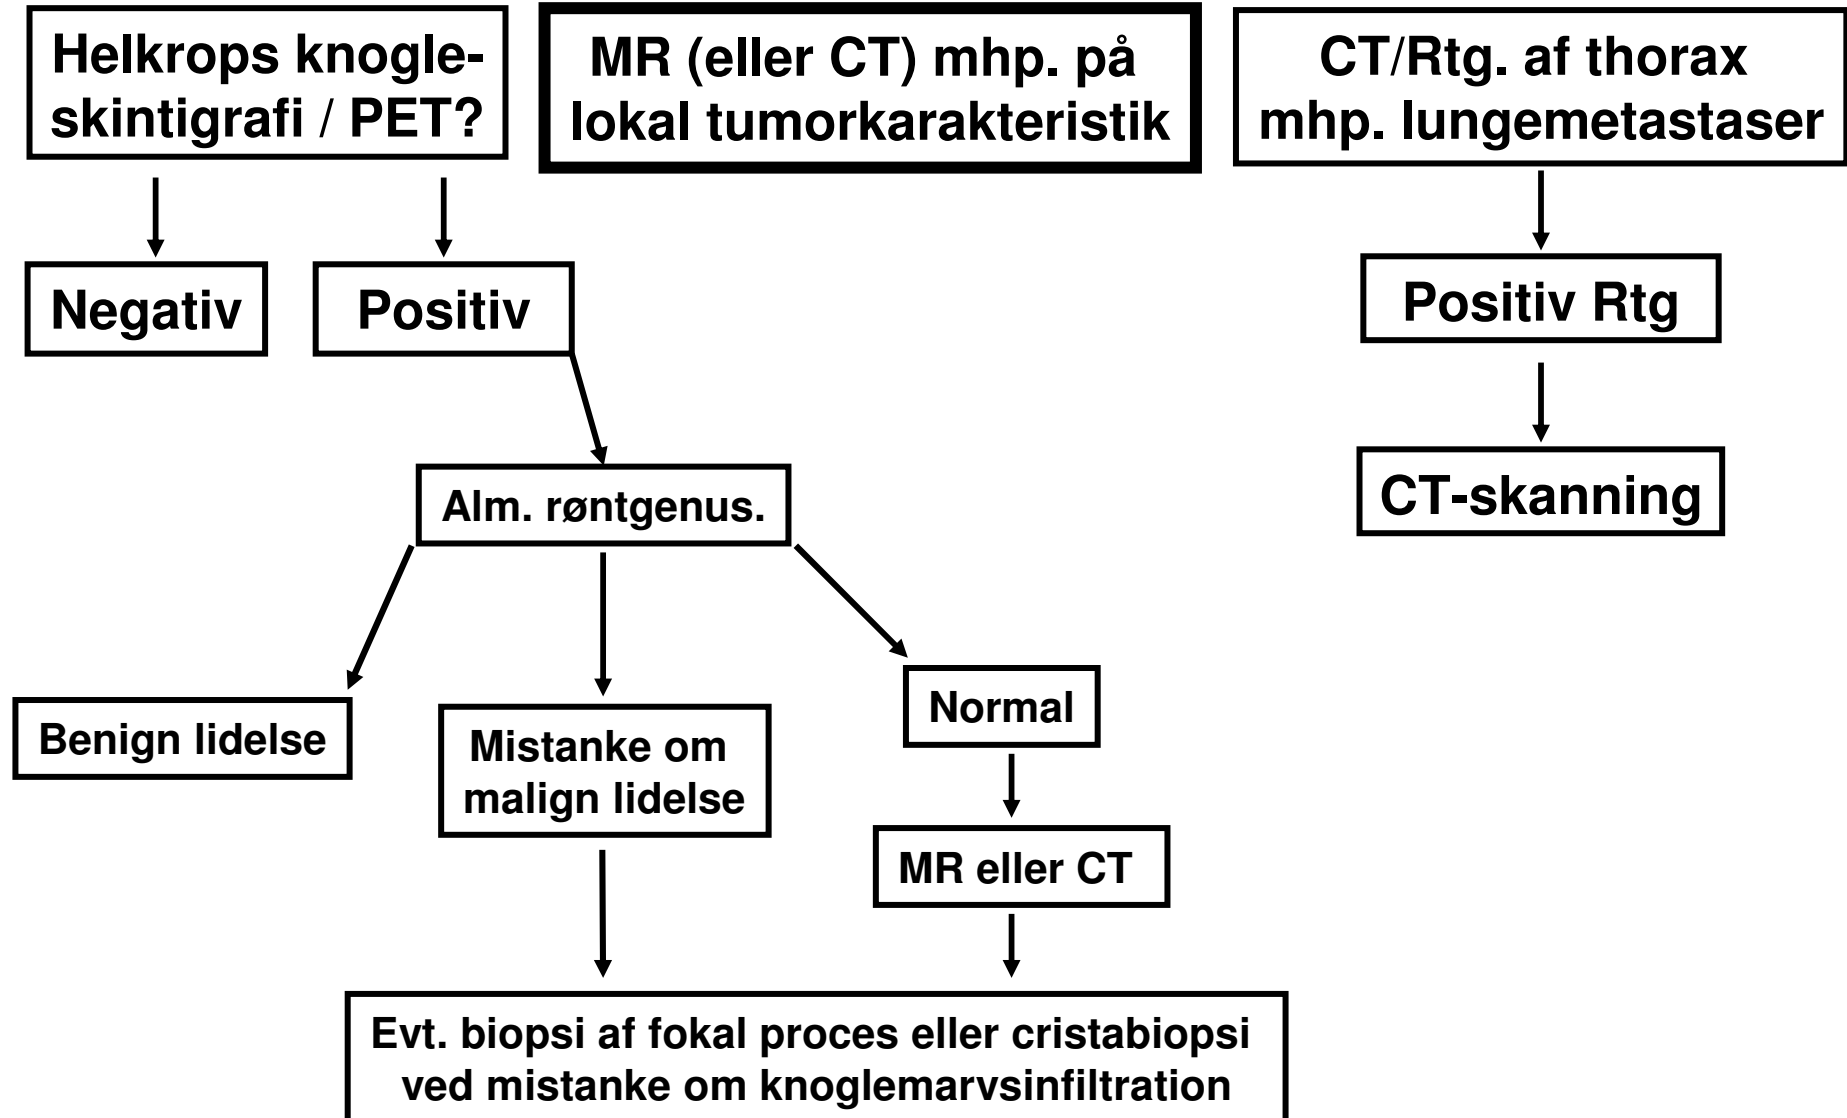 Helkrops knogle-
skintigrafi / PET?
MR (eller CT) mhp. på
lokal tumorkarakteristik
CT/Rtg. af thorax
mhp. lungemetastaser
Negativ
Positiv
Positiv Rtg
Alm. røntgenus.
CT-skanning
Benign lidelse
Mistanke om
malign lidelse
Normal
MR eller CT
Evt. biopsi af fokal proces eller cristabiopsi
ved mistanke om knoglemarvsinfiltration